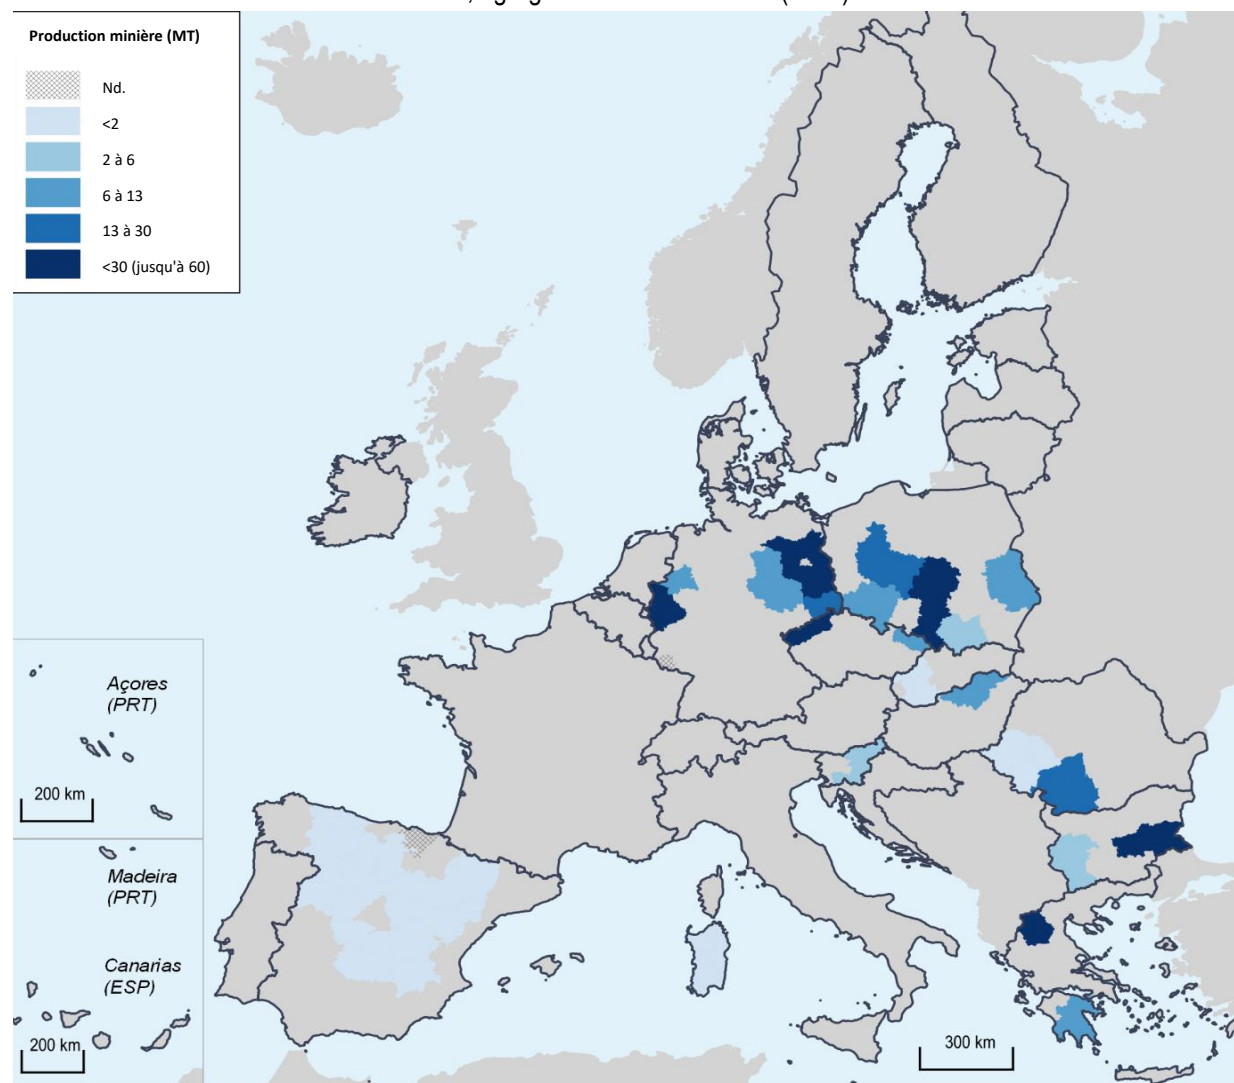 Production minière (MT)
Nd.
<2
2 à 6
6 à 13
13 à 30
<30 (jusqu'à 60)
Açores
(PRT)
200 km
Madeira
(PRT)
Canarias
(ESP)
200 km
300 km